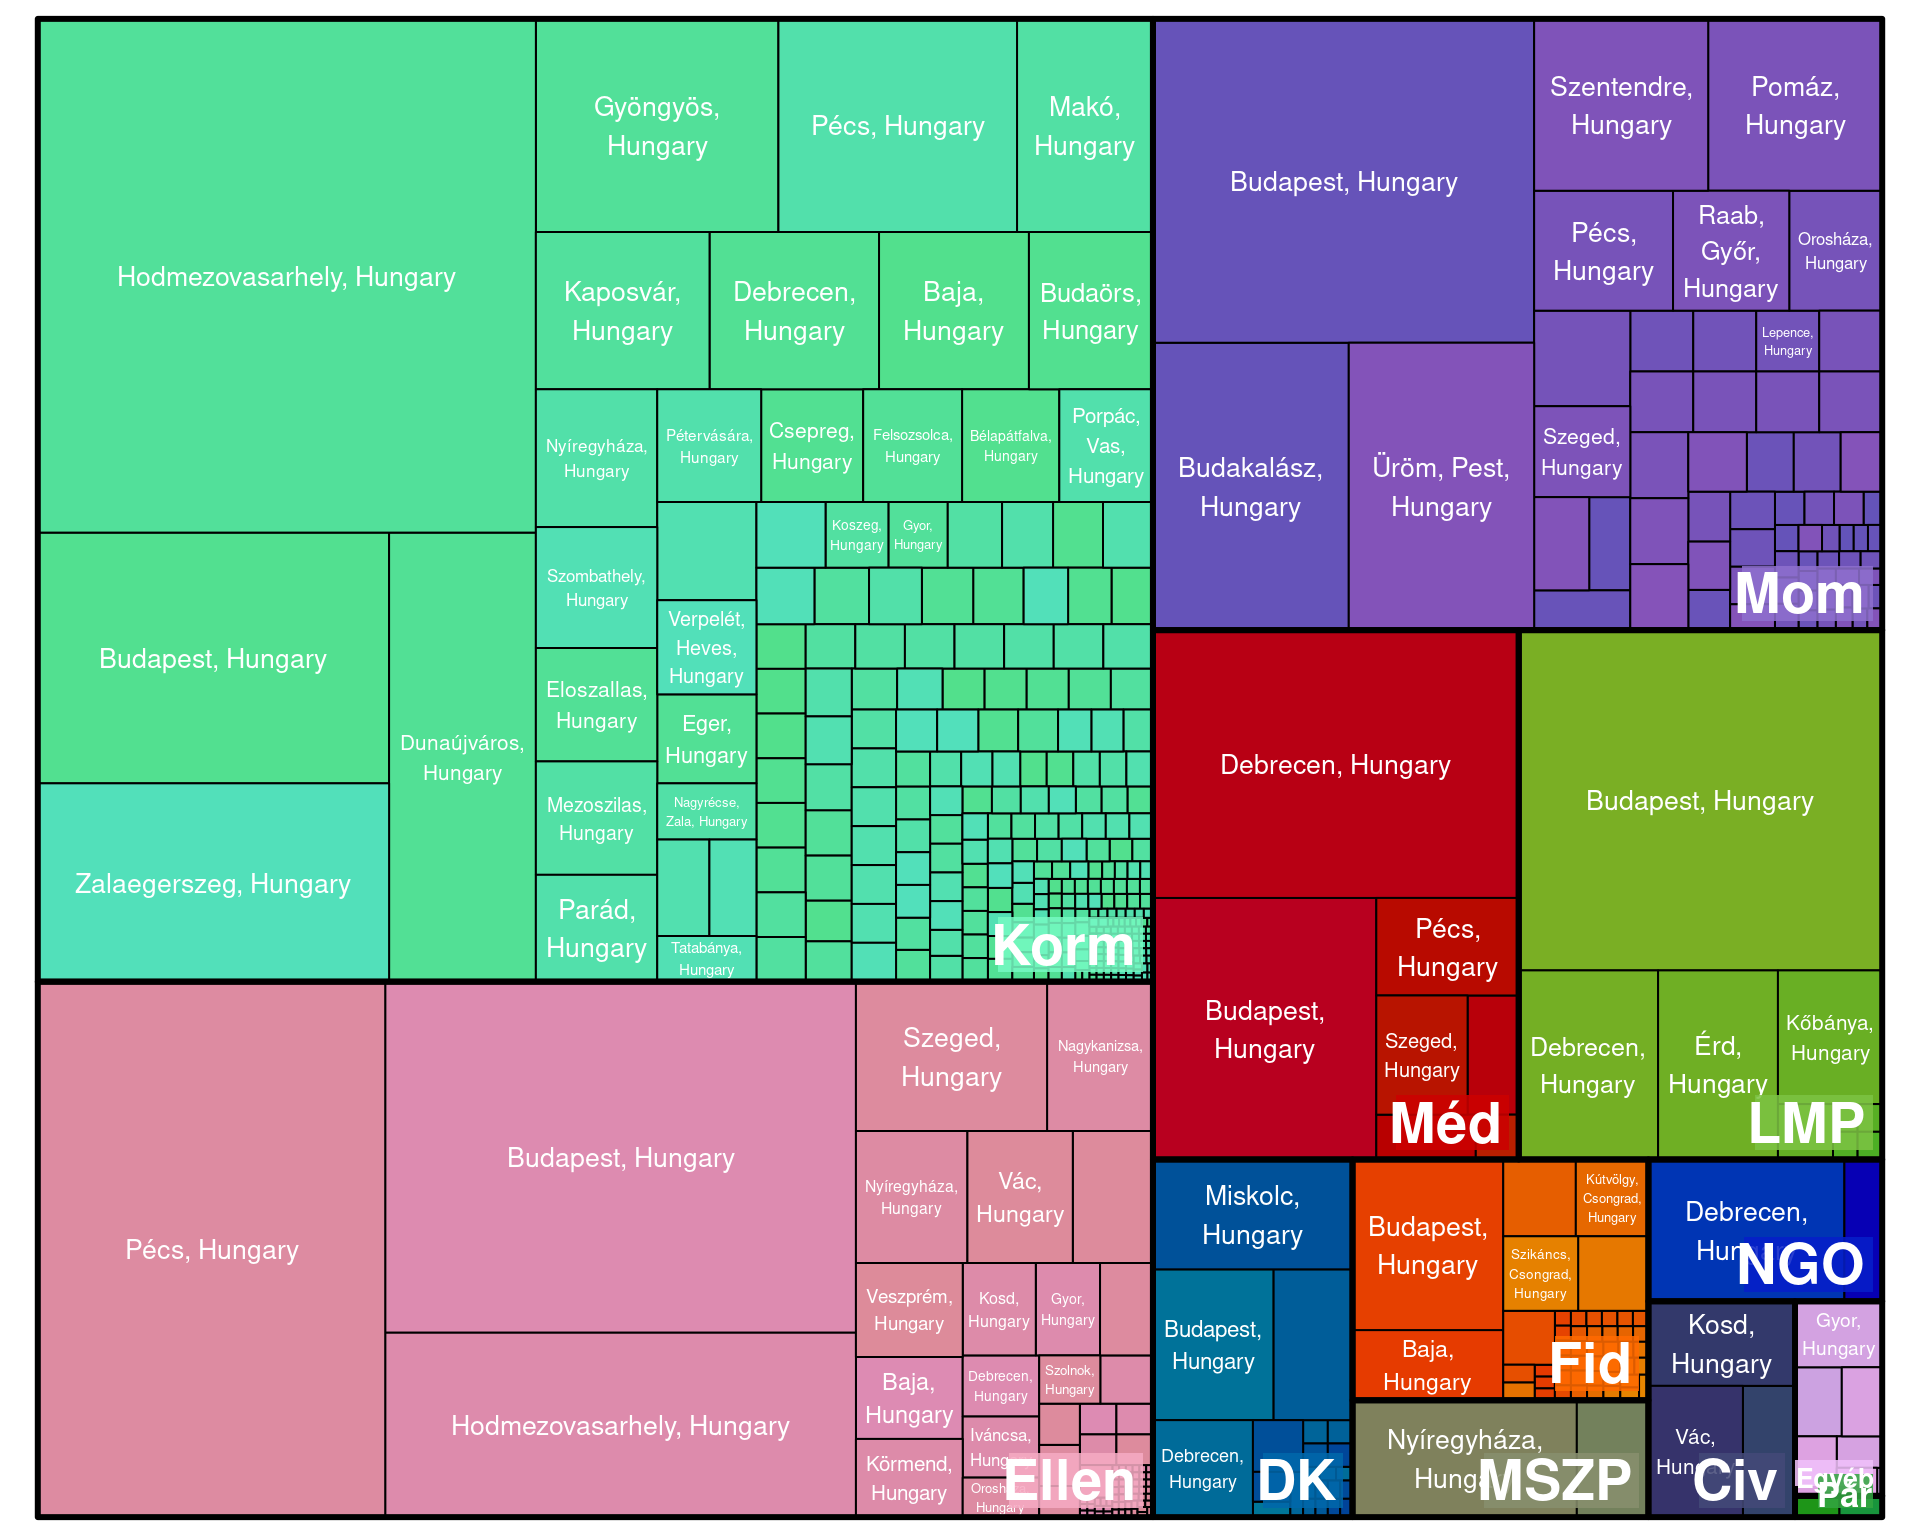 Hodmezovasarhely, Hungary
Budapest, Hungary
Zalaegerszeg, Hungary
Dunaújváros,
Hungary
Gyöngyös,
Hungary
Pécs, Hungary
Makó,
Hungary
Kaposvár,
Hungary
Debrecen,
Hungary
Baja,
Hungary
Budaörs,
Hungary
Nyíregyháza,
Hungary
Szombathely,
Hungary
Eloszallas,
Hungary
Mezoszilas,
Hungary
Parád,
Hungary
Pétervására,
Hungary
Csepreg,
Hungary
Felsozsolca,
Hungary
Bélapátfalva,
Hungary
Porpác,
Vas,
Hungary
Koszeg,
Hungary
Gyor,
Hungary
Verpelét,
Heves,
Hungary
Eger,
Hungary
Nagyrécse,
Zala, Hungary
Tatabánya,
Hungary
Korm
Pécs, Hungary
Budapest, Hungary
Hodmezovasarhely, Hungary
Szeged,
Hungary
Nagykanizsa,
Hungary
Nyíregyháza,
Hungary
Vác,
Hungary
Veszprém,
Hungary
Kosd,
Hungary
Gyor,
Hungary
Baja,
Hungary
Debrecen,
Hungary
Szolnok,
Hungary
Körmend,
Hungary
Iváncsa,
Hungary
Ellen
Budapest, Hungary
Budakalász,
Hungary
Üröm, Pest,
Hungary
Szentendre,
Hungary
Pomáz,
Hungary
Pécs,
Hungary
Raab,
Győr,
Hungary
Orosháza,
Hungary
Lepence,
Hungary
Szeged,
Hungary
Mom
Debrecen, Hungary
Budapest,
Hungary
Pécs,
Hungary
Szeged,
Hungary
Méd
Budapest, Hungary
Debrecen,
Hungary
Érd,
Hungary
Kőbánya,
Hungary
LMP
Miskolc,
Hungary
Budapest,
Hungary
Debrecen,
Hungary
DK
Budapest,
Hungary
Baja,
Hungary
Kútvölgy,
Csongrad,
Hungary
Szikáncs,
Csongrad,
Hungary
Fid
Nyíregyháza,
MSZP
Debrecen,
NGO
Kosd,
Hungary
Vác,
Civ
Gyor,
Hungary
Egyéb
Pár